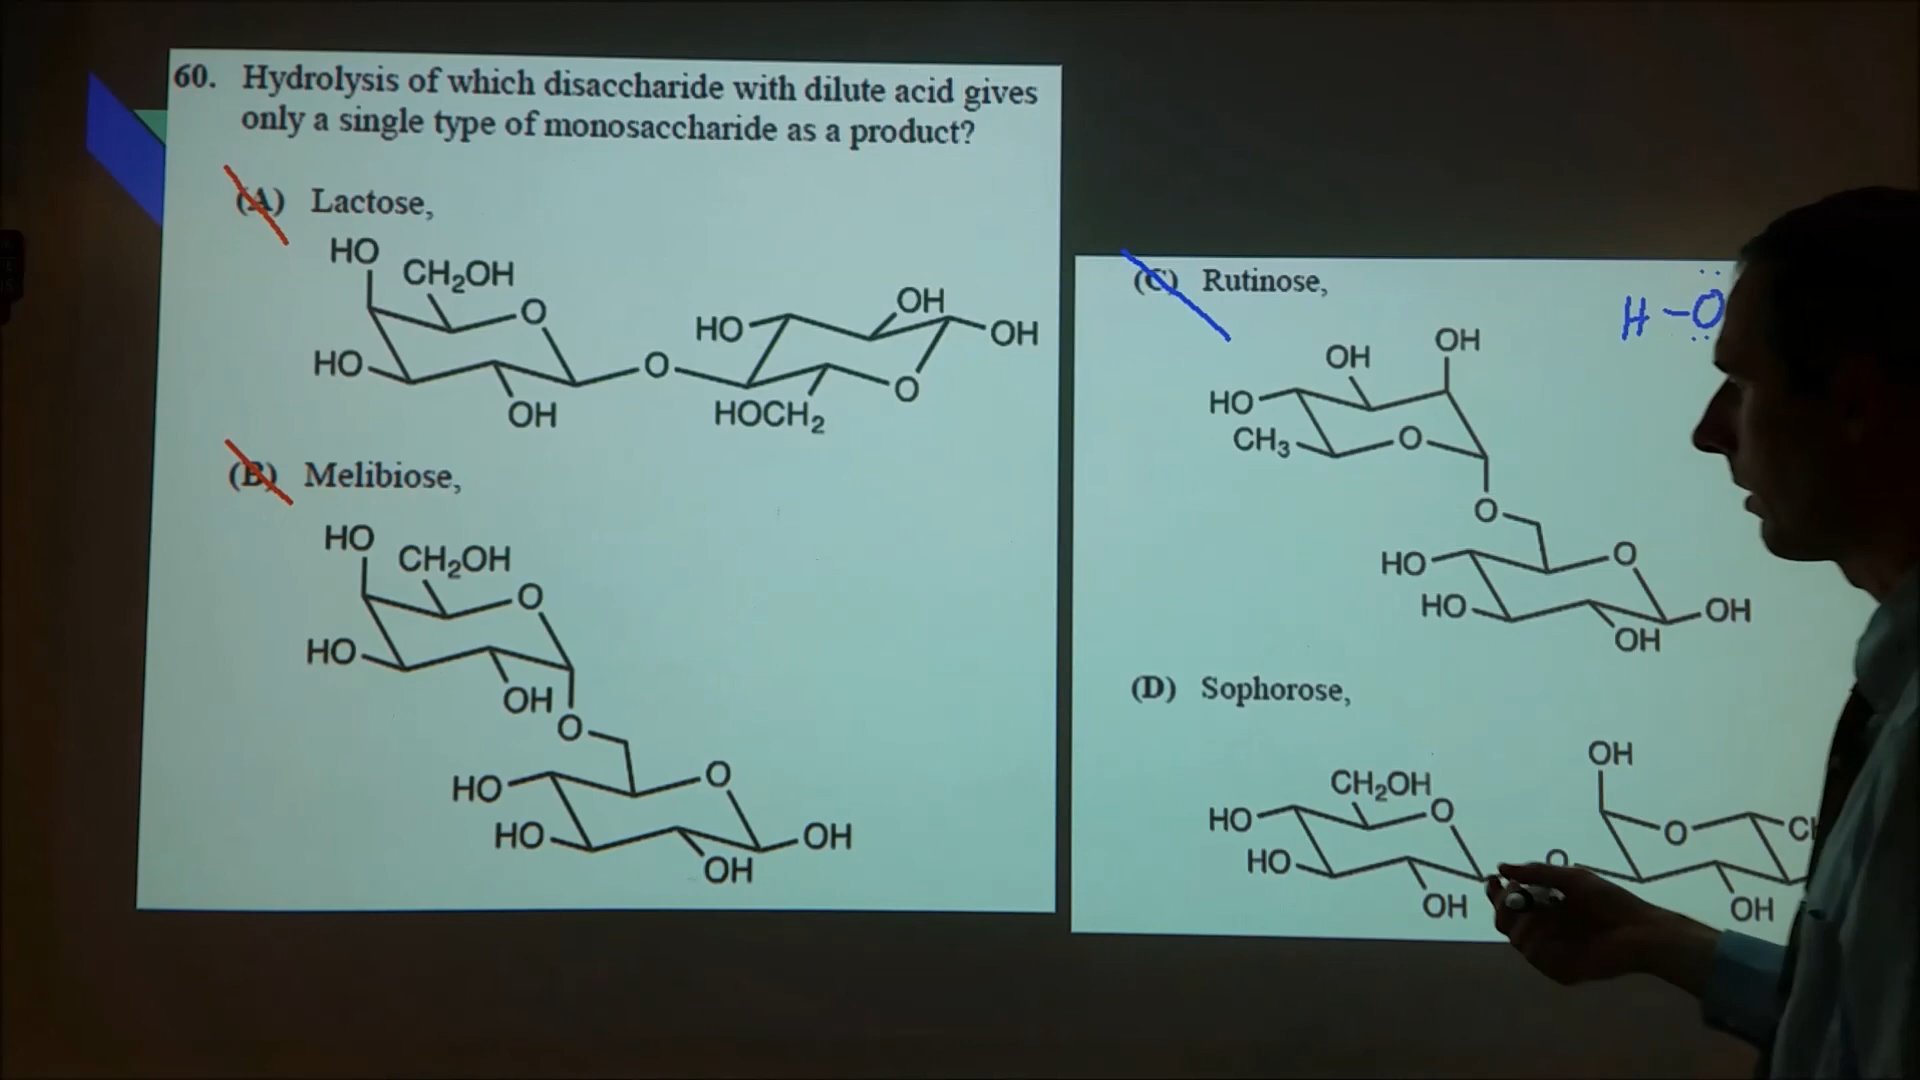 60. Hydrolysis of which disaccharide with dilute acid gives
only a single type of monosaccharide as a product?
(A) Lactose,
HO
CH₂OH
O
OH
HO
OH
HO
O
O
OH
HOCH₂
(B) Melibiose,
HO
CH₂OH
O
HO
OH
O
HO
O
HO
OH
OH
(C) Rutinose,
H-O
OH
OH
HO
CH₃
O
O
HO
O
HO
OH
OH
(D) Sophorose,
OH
CH₂OH
HO
O
O
HO
O
OH
OH